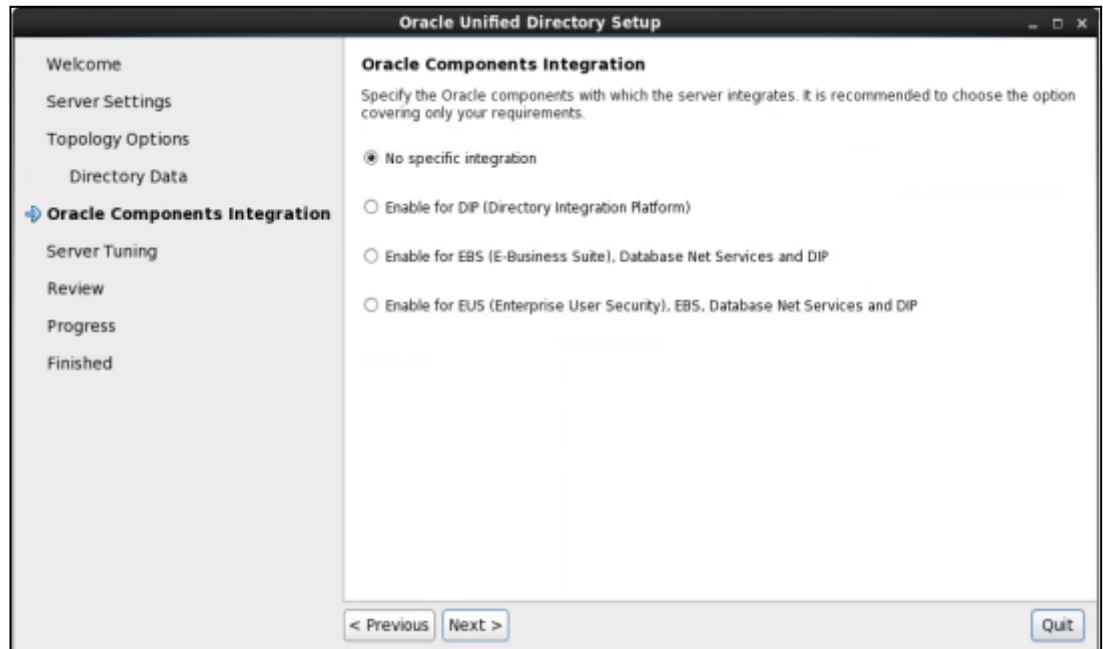 Oracle Unified Directory Setup
Welcome
Server Settings
Topology Options
Directory Data
Oracle Components Integration
Server Tuning
Review
Progress
Finished
Oracle Components Integration
Specify the Oracle components with which the server integrates. It is recommended to choose the option
covering only your requirements.
No specific integration
Enable for DIP (Directory Integration Platform)
Enable for EBS (E-Business Suite), Database Net Services and DIP
Enable for EUS (Enterprise User Security), EBS, Database Net Services and DIP
< Previous Next > Quit